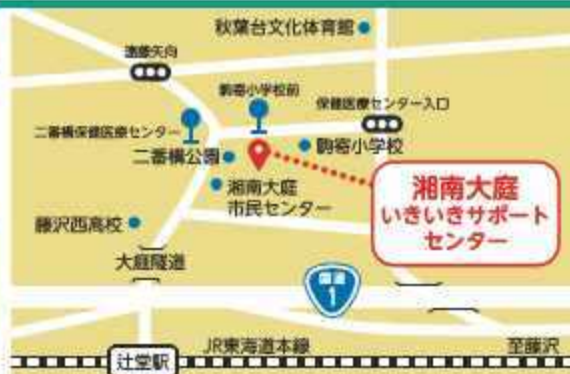 秋葉台文化体育館
遠藤矢向
駒寄小学校前
保健医療センター入口
二番構保健医療センター
駒寄小学校
二番構公園
湘南大庭
市民センター
湘南大庭
いきいきサポート
センター
藤沢西高校
大庭隧道
国道
1
JR東海道本線
至藤沢
辻堂駅